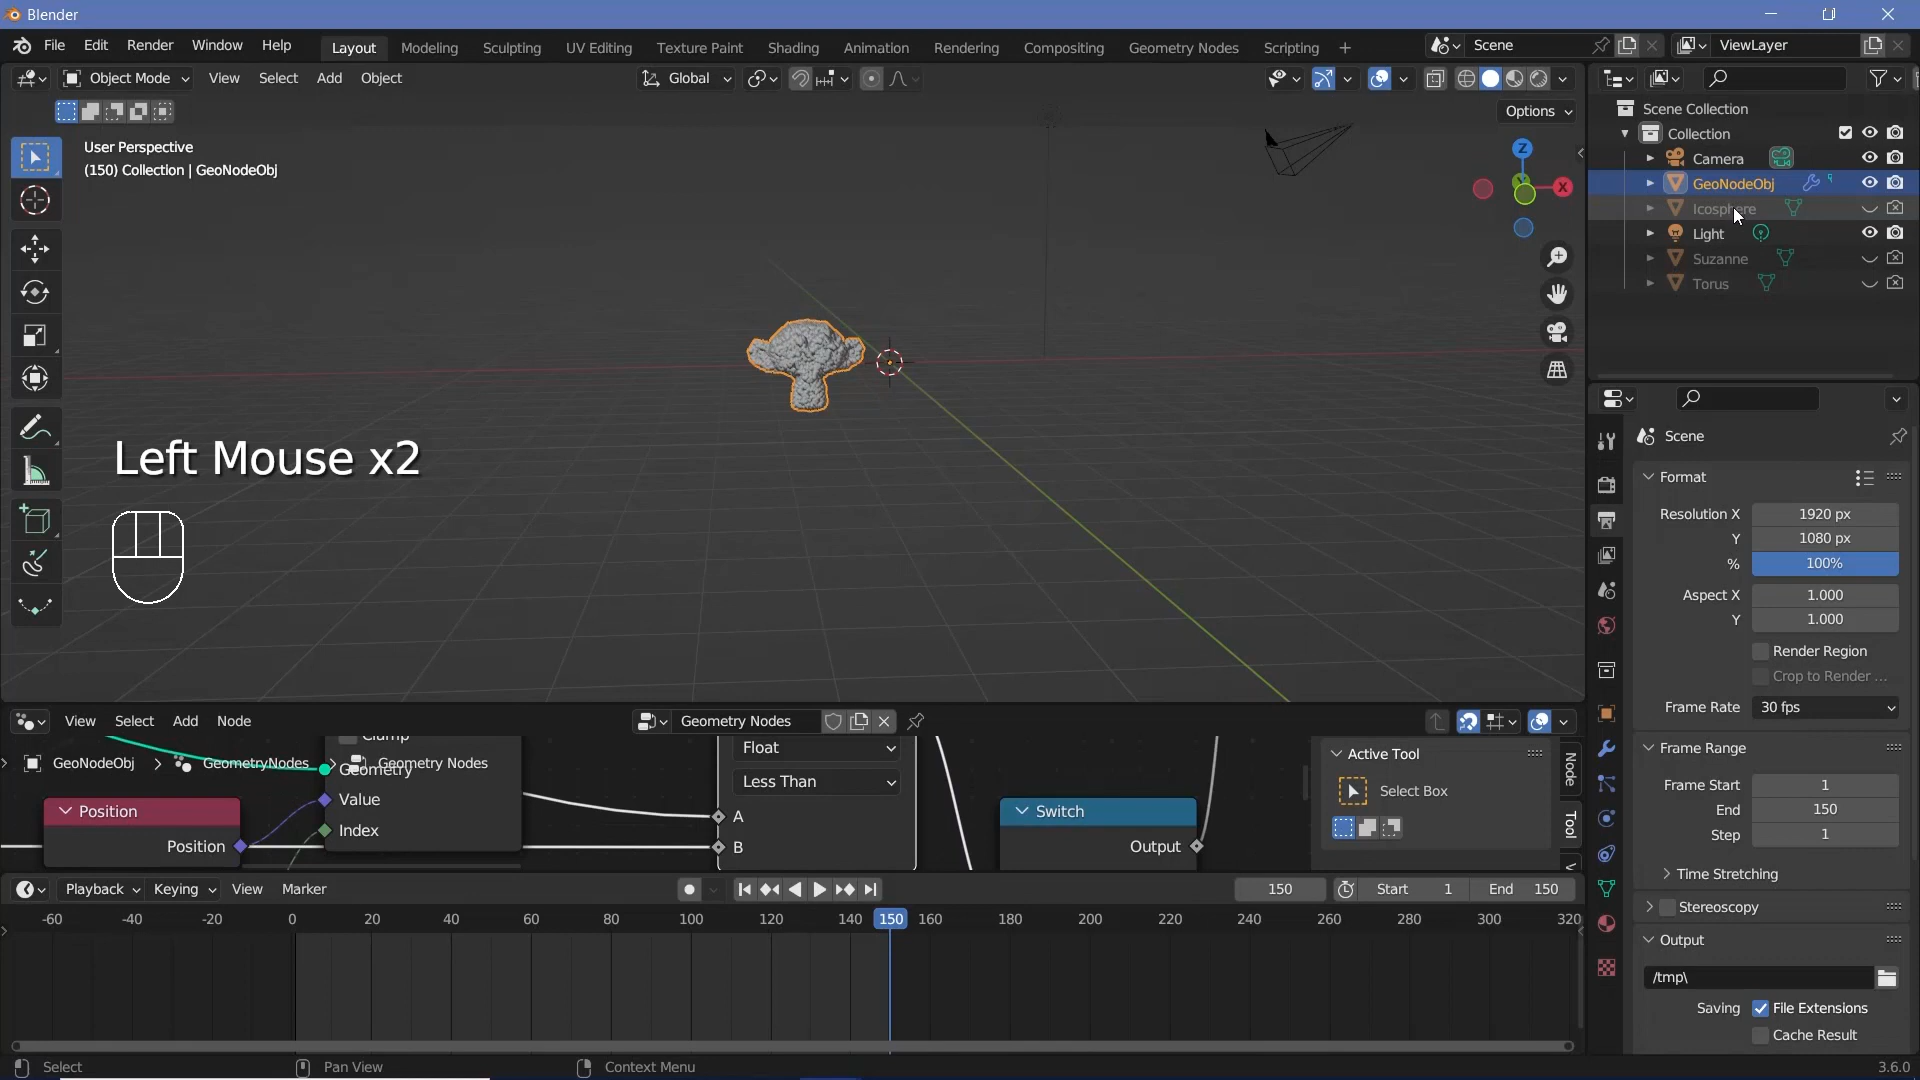 Blender
File Edit Render Window Help
Layout Modeling Sculpting UV Editing Texture Paint Shading Animation Rendering Compositing Geometry Nodes Scripting +
Scene
ViewLayer
Object Mode View Select Add Object
Global
Options
User Perspective
(150) Collection | GeoNodeObj
Z
X
Left Mouse x2
Scene Collection
Collection
Camera
GeoNodeObj
Icosphere
Light
Suzanne
Torus
Scene
Format
Resolution X 1920 px
Y 1080 px
% 100%
Aspect X 1.000
Y 1.000
Render Region
Crop to Render ...
Frame Rate 30 fps
Frame Range
Frame Start 1
End 150
Step 1
Time Stretching
Stereoscopy
Output
/tmp\
Saving File Extensions
Cache Result
View Select Add Node
Geometry Nodes
GeoNodeObj > GeometryNodes > Geometry Nodes
Clamp
Geometry
Value
Index
Position
Position
Float
Less Than
A
B
Switch
Output
Active Tool
Select Box
Node
Tool
Playback Keying View Marker
150
Start 1
End 150
-60 -40 -20 0 20 40 60 80 100 120 140 150 160 180 200 220 240 260 280 300 320
Select
Pan View
Context Menu
3.6.0